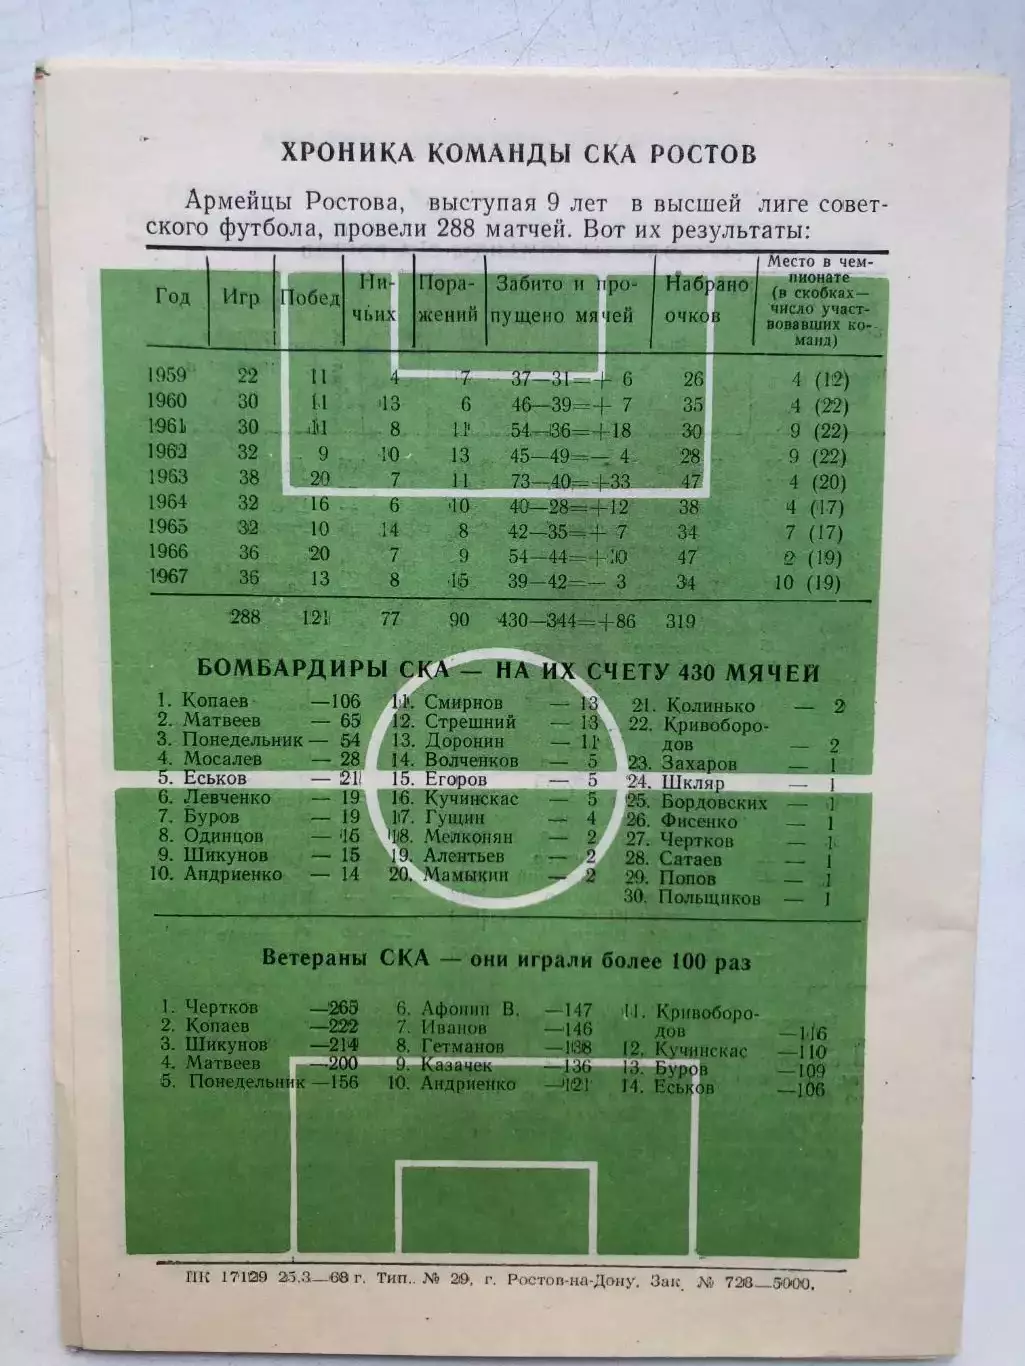 ХРОНИКА КОМАНДЫ СКА РОСТОВ
Армейцы Ростова, выступая 9 лет в высшей лиге совет-
ского футбола, провели 288 матчей. Вот их результаты:
Год Игр Побед Ни-чьих Пора-жений Забито и про-пущено мячей Набрано очков Место в чем-пионате (в скобках—число участ-вовавших ко-манд)
1959 22 11 4 7 37—31=+ 6 26 4 (12)
1960 30 11 13 6 46—39=+ 7 35 4 (22)
1961 30 11 8 11 54—36=+18 30 9 (22)
1962 32 9 10 13 45—49=— 4 28 9 (22)
1963 38 20 7 11 73—40=+33 47 4 (20)
1964 32 16 6 10 40—28=+12 38 4 (17)
1965 32 10 14 8 42—35=+ 7 34 7 (17)
1966 36 20 7 9 54—44=+10 47 2 (19)
1967 36 13 8 15 39—42=— 3 34 10 (19)
288 121 77 90 430—344=+86 319
БОМБАРДИРЫ СКА — НА ИХ СЧЕТУ 430 МЯЧЕЙ
1. Копаев —106
2. Матвеев — 65
3. Понедельник — 54
4. Мосалев — 28
5. Еськов — 21
6. Левченко — 19
7. Буров — 19
8. Одинцов — 16
9. Шикунов — 15
10. Андриенко — 14
11. Смирнов — 13
12. Стрешний — 13
13. Доронин — 11
14. Волченков — 5
15. Егоров — 5
16. Кучинскас — 5
17. Гущин — 4
18. Мелконян — 2
19. Алентьев — 2
20. Мамыкин — 2
21. Колинько — 2
22. Кривоборо-
дов — 2
23. Захаров — 1
24. Шкляр — 1
25. Бордовских — 1
26. Фисенко — 1
27. Чертков — 1
28. Сатаев — 1
29. Попов — 1
30. Польщиков — 1
Ветераны СКА — они играли более 100 раз
1. Чертков —265
2. Копаев —222
3. Шикунов —214
4. Матвеев —200
5. Понедельник —156
6. Афонин В. —147
7. Иванов —146
8. Гетманов —138
9. Казачек —136
10. Андриенко —121
11. Кривоборо-
дов —116
12. Кучинскас —110
13. Буров —109
14. Еськов —106
ПК 17129 25.3—68 г. Тип.. № 29, г. Ростов-на-Дону. Зак. № 728—5000.